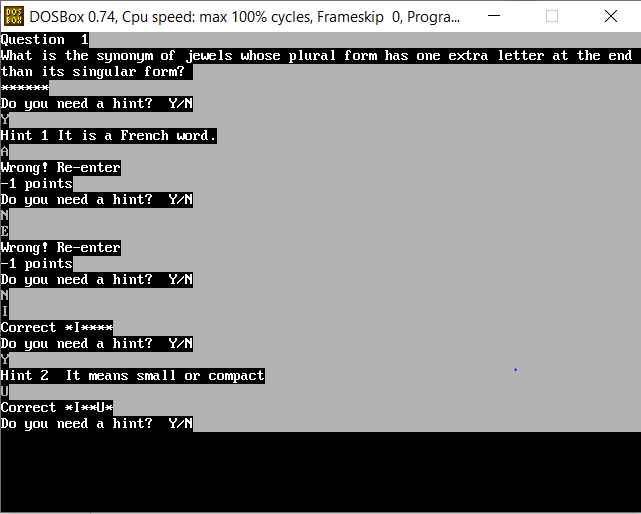 DOS BOX
DOSBox 0.74, Cpu speed: max 100% cycles, Frameskip 0, Progra...
Question 1
What is the synonym of jewels whose plural form has one extra letter at the end
than its singular form?
******
Do you need a hint? Y/N
Y
Hint 1 It is a French word.
A
Wrong! Re-enter
-1 points
Do you need a hint? Y/N
N
E
Wrong! Re-enter
-1 points
Do you need a hint? Y/N
N
I
Correct *I****
Do you need a hint? Y/N
Y
Hint 2 It means small or compact
U
Correct *I**U*
Do you need a hint? Y/N